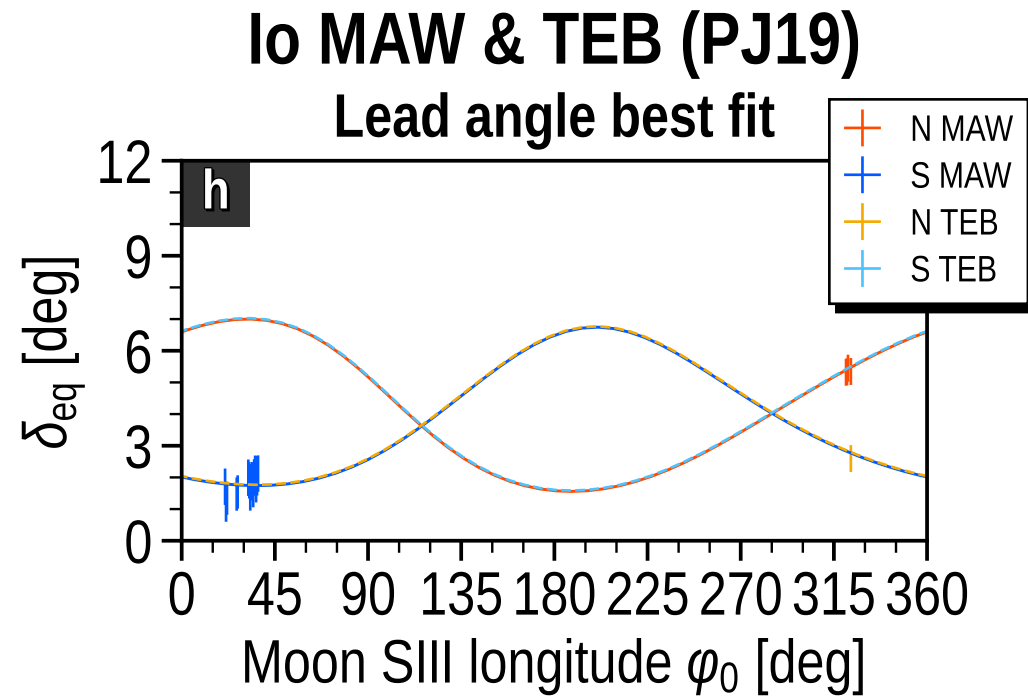 Io MAW & TEB (PJ19)
Lead angle best fit
N MAW
S MAW
N TEB
S TEB
h
12
9
6
3
0
δeq [deg]
0 45 90 135 180 225 270 315 360
Moon SIII longitude φ0 [deg]